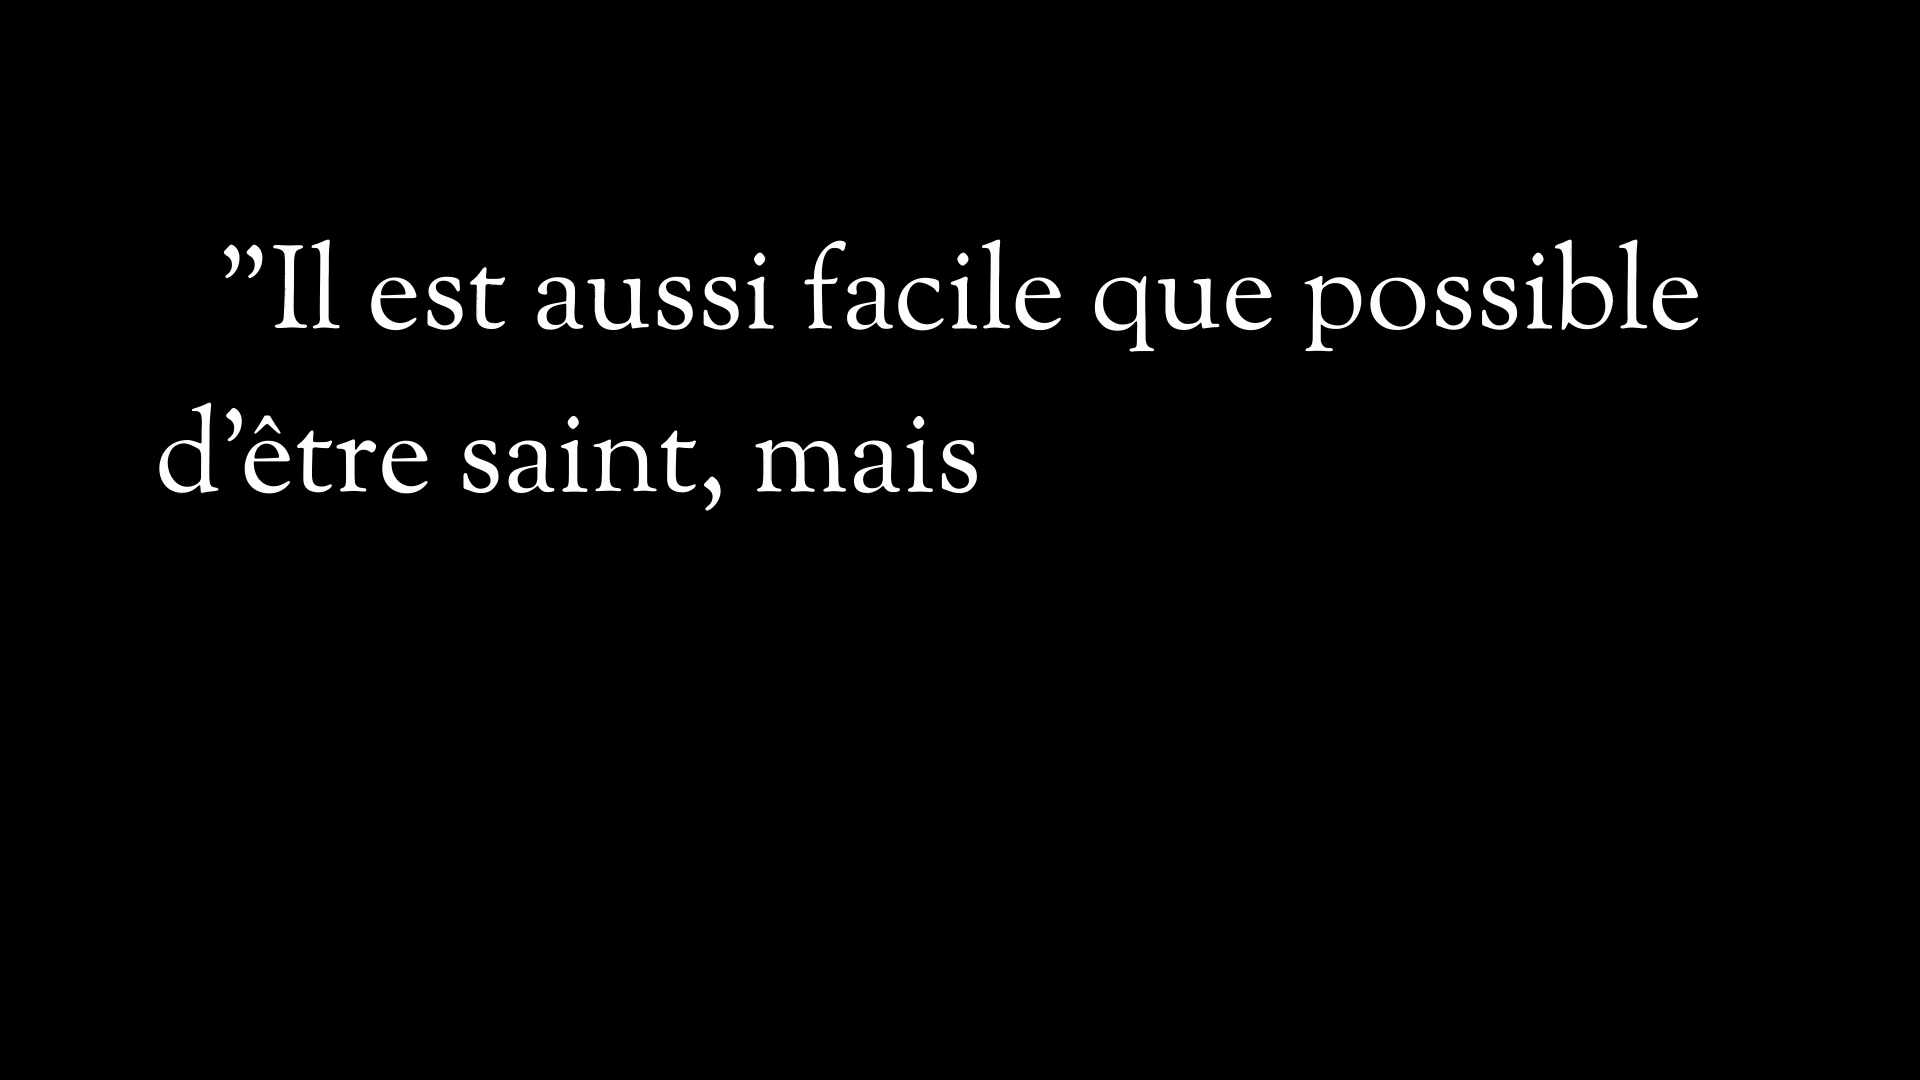 ”Il est aussi facile que possible
d’être saint, mais